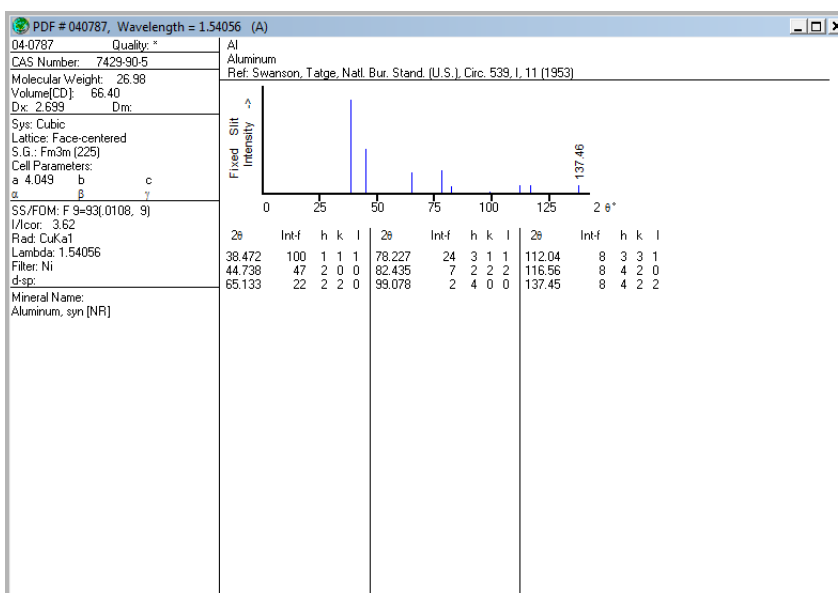 PDF # 040787, Wavelength = 1.54056 (A)
04-0787 Quality: *
CAS Number: 7429-90-5
Molecular Weight: 26.98
Volume[CD]: 66.40
Dx: 2.699 Dm:
Sys: Cubic
Lattice: Face-centered
S.G.: Fm3m (225)
Cell Parameters:
a 4.049 b c
α β γ
SS/FOM: F 9=93(.0108, 9)
I/Icor: 3.62
Rad: CuKa1
Lambda: 1.54056
Filter: Ni
d-sp:
Mineral Name:
Aluminum, syn [NR]
Al
Aluminum
Ref: Swanson, Tatge, Natl. Bur. Stand. (U.S.), Circ. 539, I, 11 (1953)
Fixed Slit
Intensity ->
137.46
0 25 50 75 100 125 2 θ°
2θ Int-f h k l 2θ Int-f h k l 2θ Int-f h k l
38.472 100 1 1 1 78.227 24 3 1 1 112.04 8 3 3 1
44.738 47 2 0 0 82.435 7 2 2 2 116.56 8 4 2 0
65.133 22 2 2 0 99.078 2 4 0 0 137.45 8 4 2 2